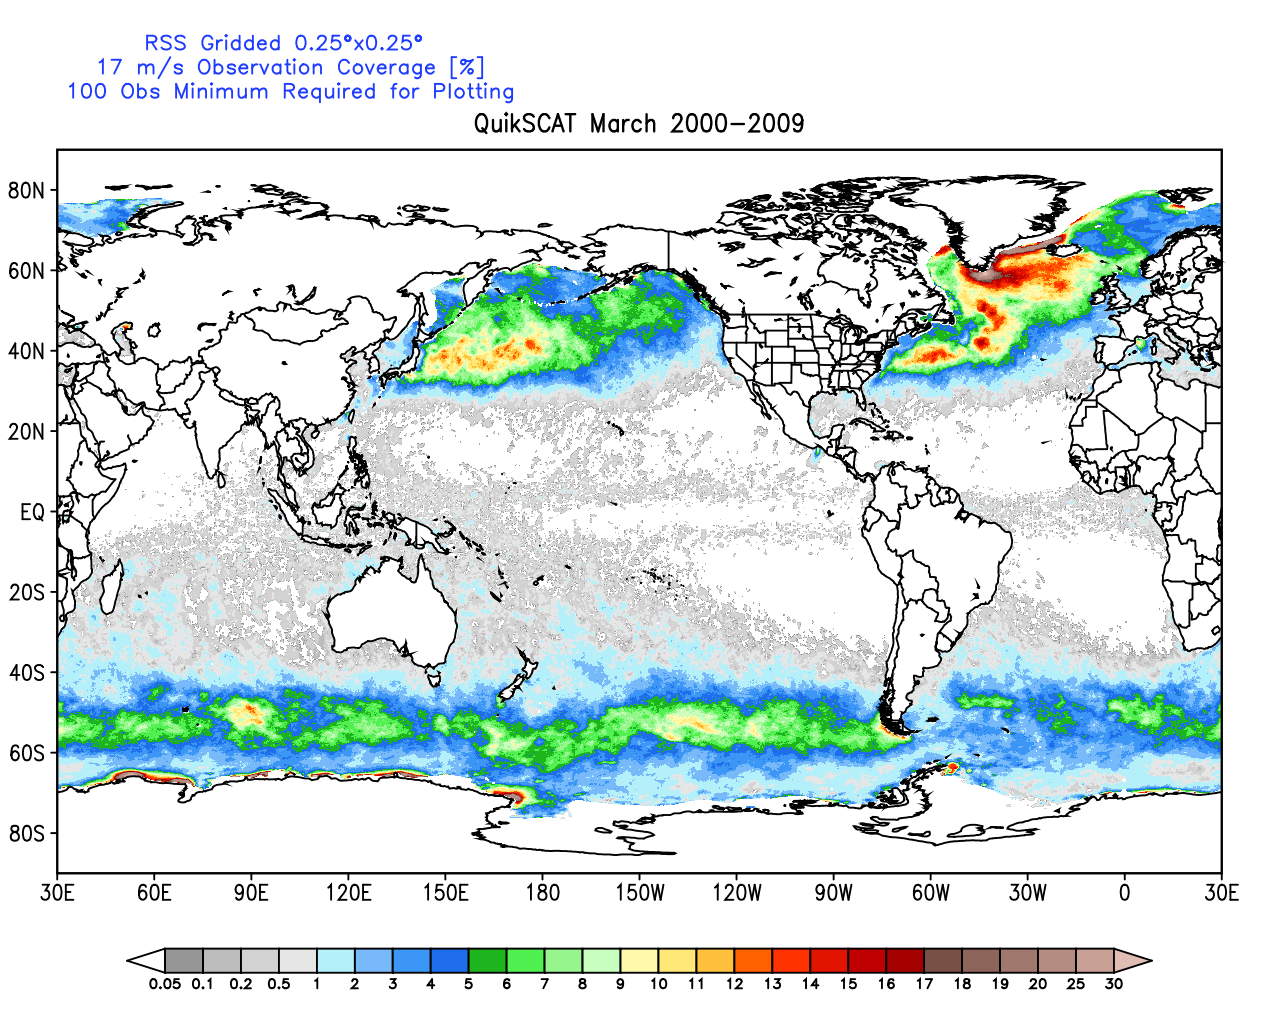 RSS Gridded 0.25°x0.25°
17 m/s Observation Coverage [%]
100 Obs Minimum Required for Plotting
QuikSCAT March 2000-2009
80N
60N
40N
20N
EQ
20S
40S
60S
80S
30E 60E 90E 120E 150E 180 150W 120W 90W 60W 30W 0 30E
0.05 0.1 0.2 0.5 1 2 3 4 5 6 7 8 9 10 11 12 13 14 15 16 17 18 19 20 25 30